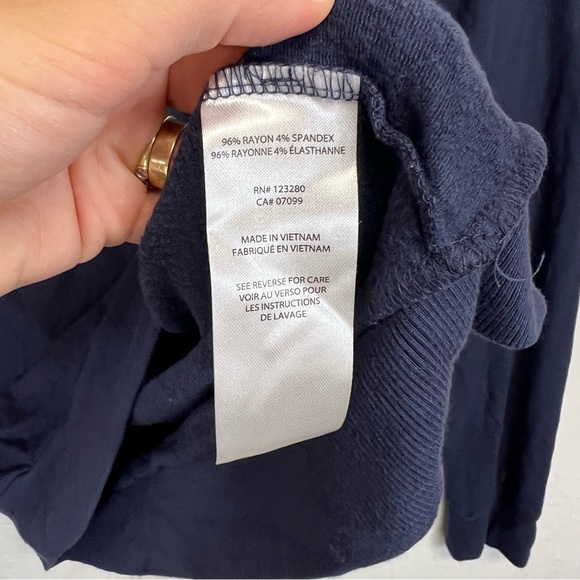 96% RAYON 4% SPANDEX
96% RAYONNE 4% ÉLASTHANNE
RN# 123280
CA# 07099
MADE IN VIETNAM
FABRIQUÉ EN VIETNAM
SEE REVERSE FOR CARE
VOIR AU VERSO POUR
LES INSTRUCTIONS
DE LAVAGE